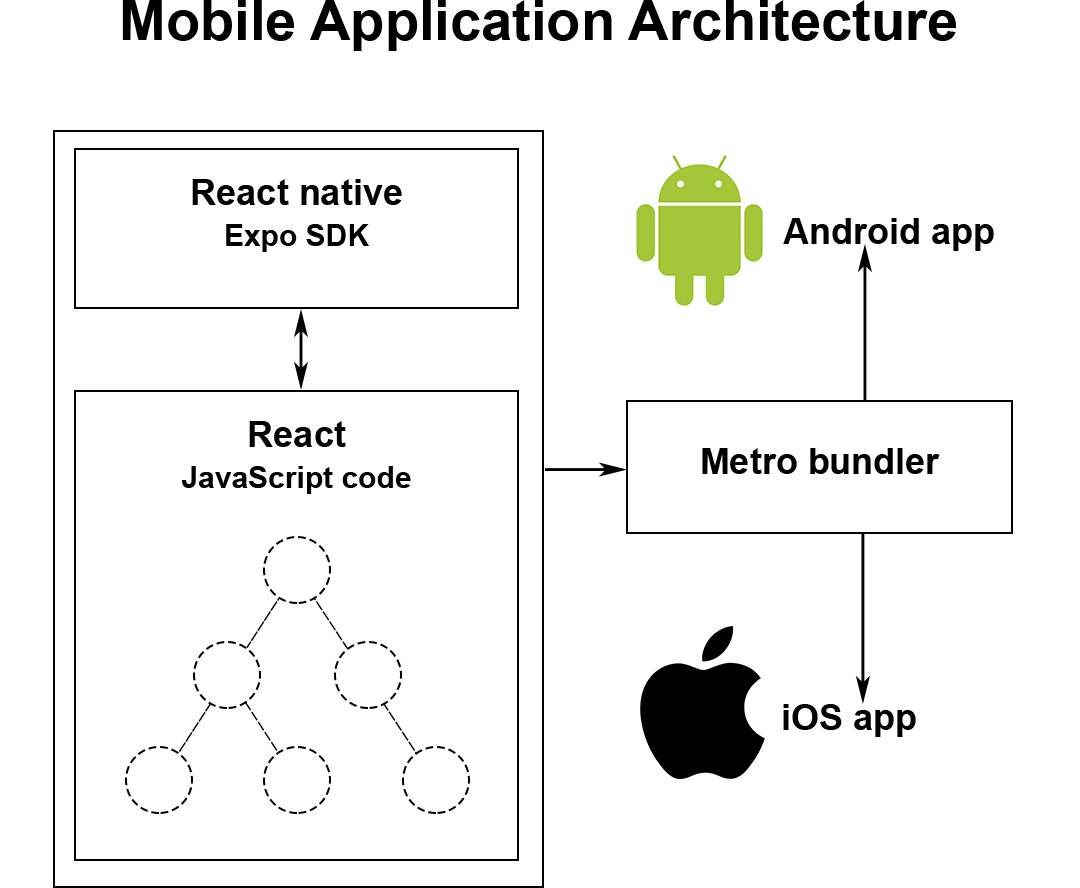 Mobile Application Architecture
React native
Expo SDK
Android app
React
JavaScript code
Metro bundler
iOS app